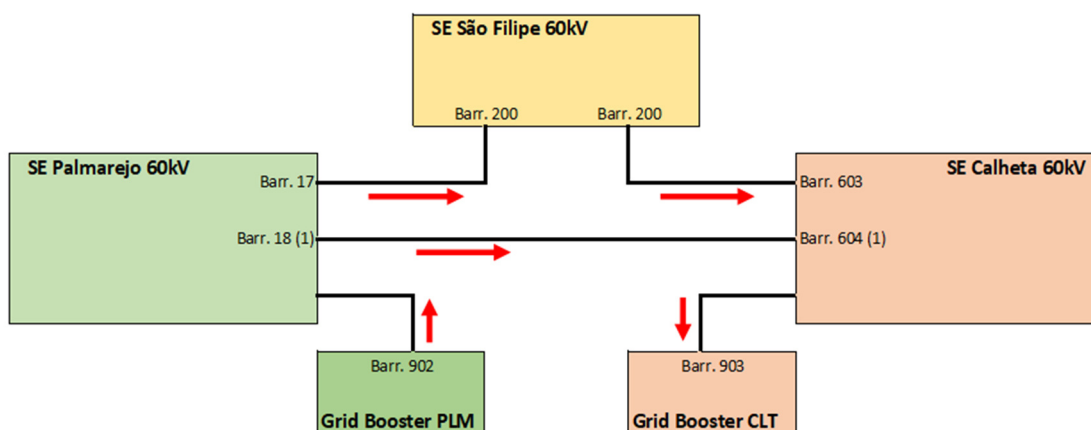 SE São Filipe 60kV
Barr. 200
Barr. 200
SE Palmarejo 60kV
Barr. 17
Barr. 18 (1)
SE Calheta 60kV
Barr. 603
Barr. 604 (1)
Barr. 902
Grid Booster PLM
Barr. 903
Grid Booster CLT